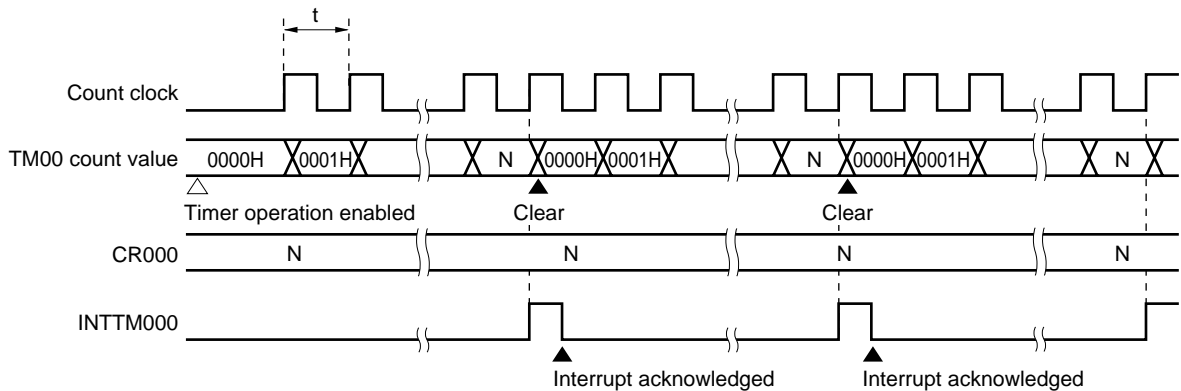 t
Count clock
TM00 count value 0000H 0001H N 0000H 0001H N 0000H 0001H N
Timer operation enabled Clear Clear
CR000 N N N N
INTTM000
Interrupt acknowledged Interrupt acknowledged